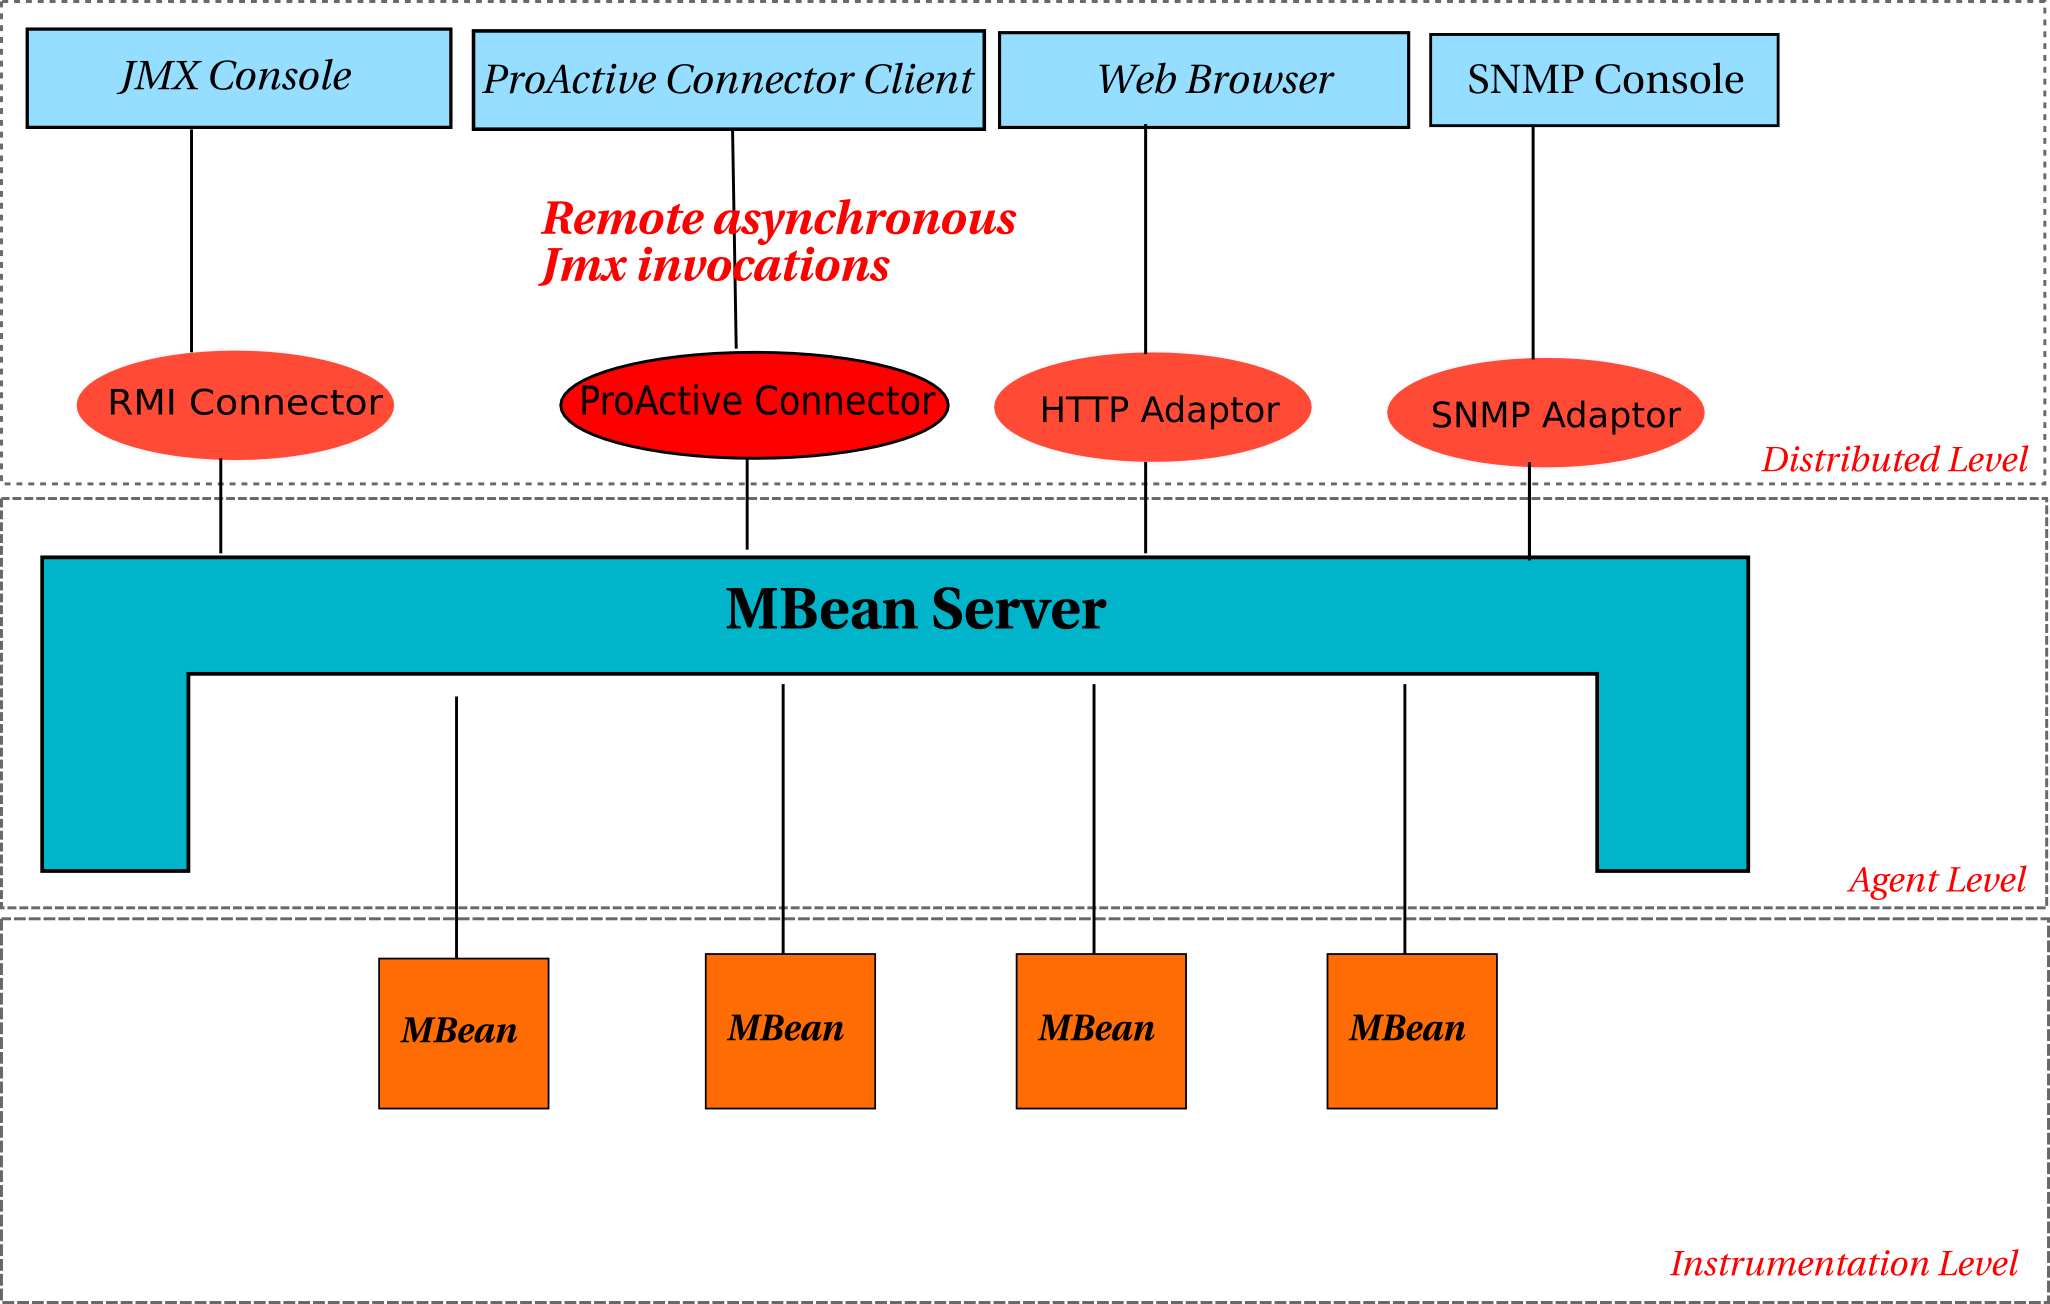 JMX Console
ProActive Connector Client
Web Browser
SNMP Console
Remote asynchronous
Jmx invocations
RMI Connector
ProActive Connector
HTTP Adaptor
SNMP Adaptor
Distributed Level
MBean Server
Agent Level
MBean
MBean
MBean
MBean
Instrumentation Level